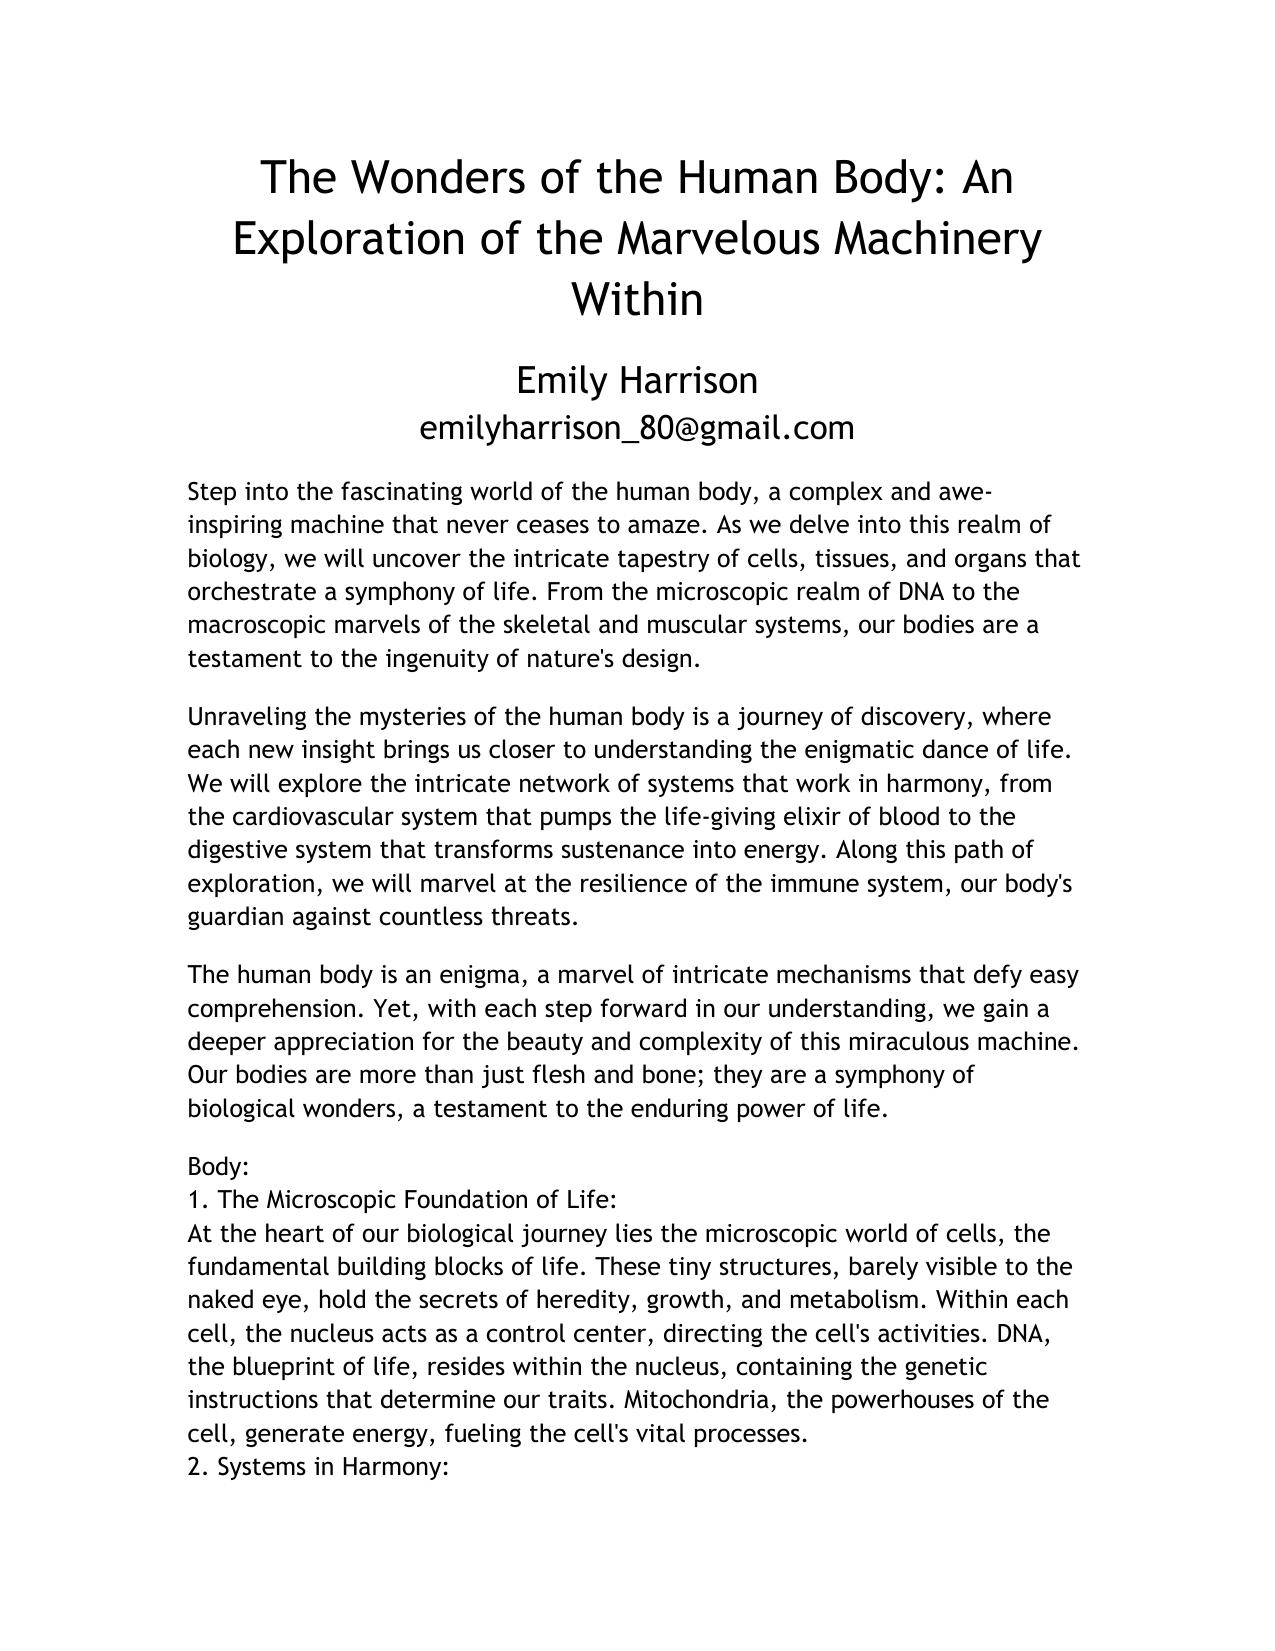 The Wonders of the Human Body: An
Exploration of the Marvelous Machinery
Within
Emily Harrison
emilyharrison_80@gmail.com
Step into the fascinating world of the human body, a complex and awe-
inspiring machine that never ceases to amaze. As we delve into this realm of
biology, we will uncover the intricate tapestry of cells, tissues, and organs that
orchestrate a symphony of life. From the microscopic realm of DNA to the
macroscopic marvels of the skeletal and muscular systems, our bodies are a
testament to the ingenuity of nature's design.
Unraveling the mysteries of the human body is a journey of discovery, where
each new insight brings us closer to understanding the enigmatic dance of life.
We will explore the intricate network of systems that work in harmony, from
the cardiovascular system that pumps the life-giving elixir of blood to the
digestive system that transforms sustenance into energy. Along this path of
exploration, we will marvel at the resilience of the immune system, our body's
guardian against countless threats.
The human body is an enigma, a marvel of intricate mechanisms that defy easy
comprehension. Yet, with each step forward in our understanding, we gain a
deeper appreciation for the beauty and complexity of this miraculous machine.
Our bodies are more than just flesh and bone; they are a symphony of
biological wonders, a testament to the enduring power of life.
Body:
1. The Microscopic Foundation of Life:
At the heart of our biological journey lies the microscopic world of cells, the
fundamental building blocks of life. These tiny structures, barely visible to the
naked eye, hold the secrets of heredity, growth, and metabolism. Within each
cell, the nucleus acts as a control center, directing the cell's activities. DNA,
the blueprint of life, resides within the nucleus, containing the genetic
instructions that determine our traits. Mitochondria, the powerhouses of the
cell, generate energy, fueling the cell's vital processes.
2. Systems in Harmony: